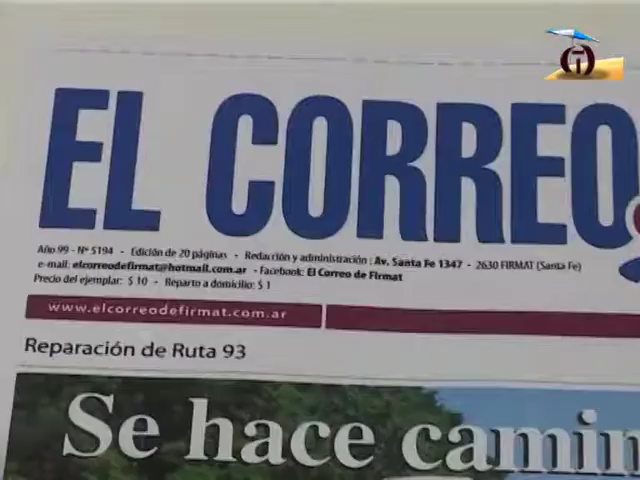 EL CORREO
Año 99 - Nº 5194 - Edición de 20 páginas - Redacción y administración : Av. Santa Fe 1347 - 2630 FIRMAT (Santa Fe)
e-mail: elcorreodefirmat@hotmail.com.ar - Facebook: El Correo de Firmat
Precio del ejemplar: $ 10 - Reparto a domicilio: $ 1
www.elcorreodefirmat.com.ar
Reparación de Ruta 93
Se hace camin